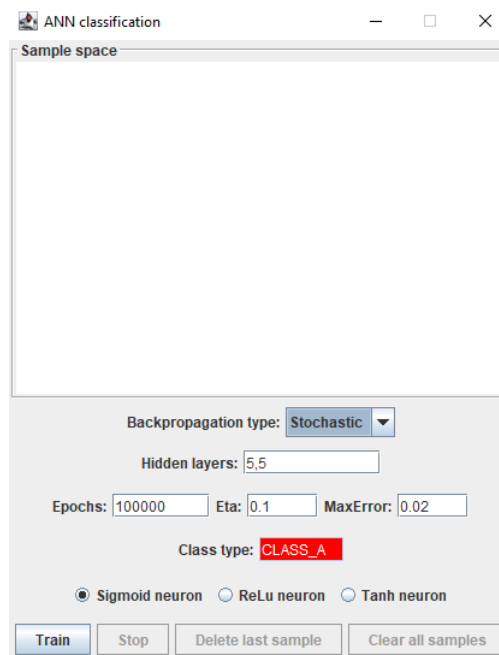 ANN classification
Sample space
Backpropagation type: Stochastic
Hidden layers: 5,5
Epochs: 100000 Eta: 0.1 MaxError: 0.02
Class type: CLASS_A
Sigmoid neuron ReLu neuron Tanh neuron
Train Stop Delete last sample Clear all samples